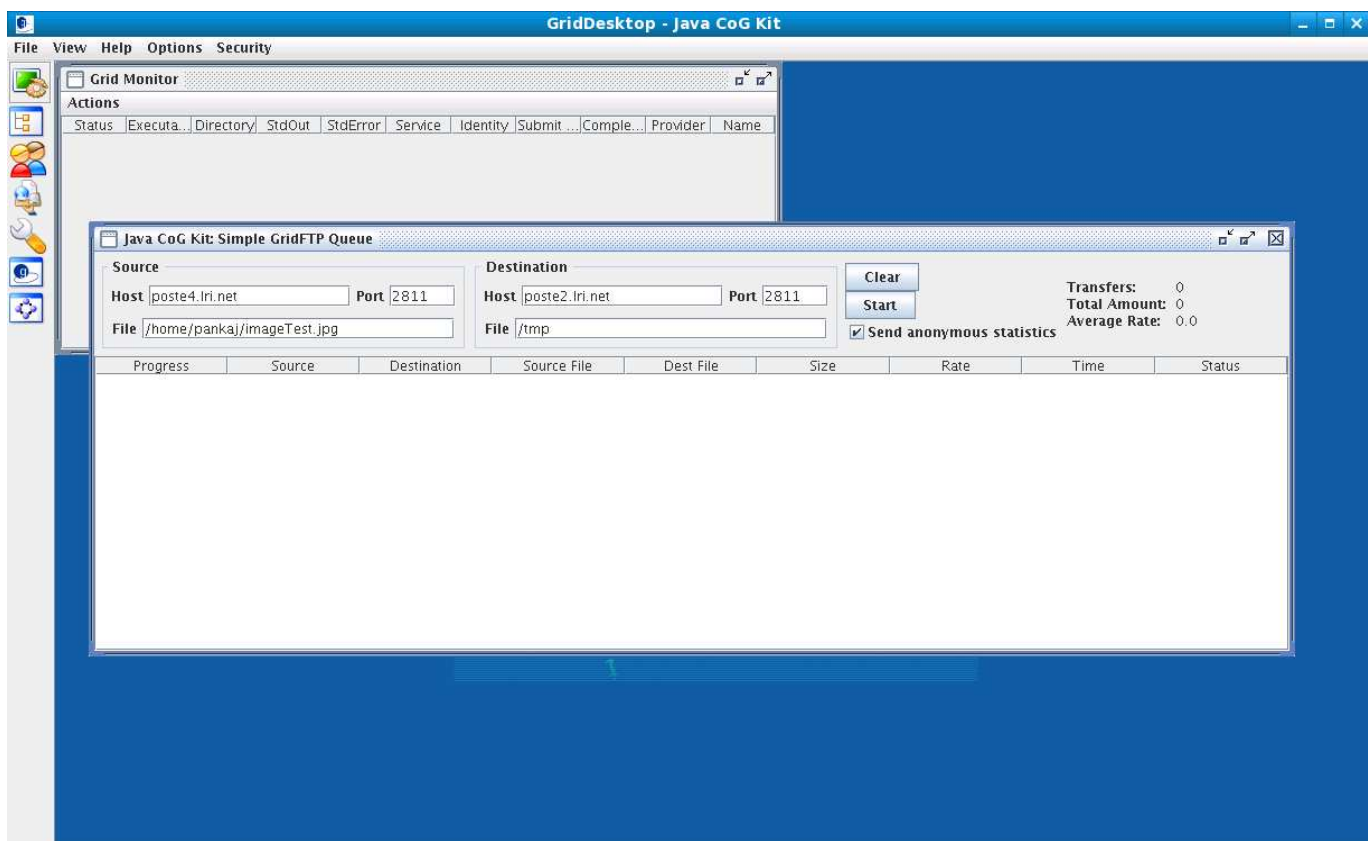 GridDesktop - Java CoG Kit
File View Help Options Security
Grid Monitor
Actions
Status Executa... Directory StdOut StdError Service Identity Submit ... Comple... Provider Name
Java CoG Kit: Simple GridFTP Queue
Source
Host poste4.lri.net Port 2811
File /home/pankaj/imageTest.jpg
Destination
Host poste2.lri.net Port 2811
File /tmp
Clear
Start
Send anonymous statistics
Transfers: 0
Total Amount: 0
Average Rate: 0.0
Progress Source Destination Source File Dest File Size Rate Time Status